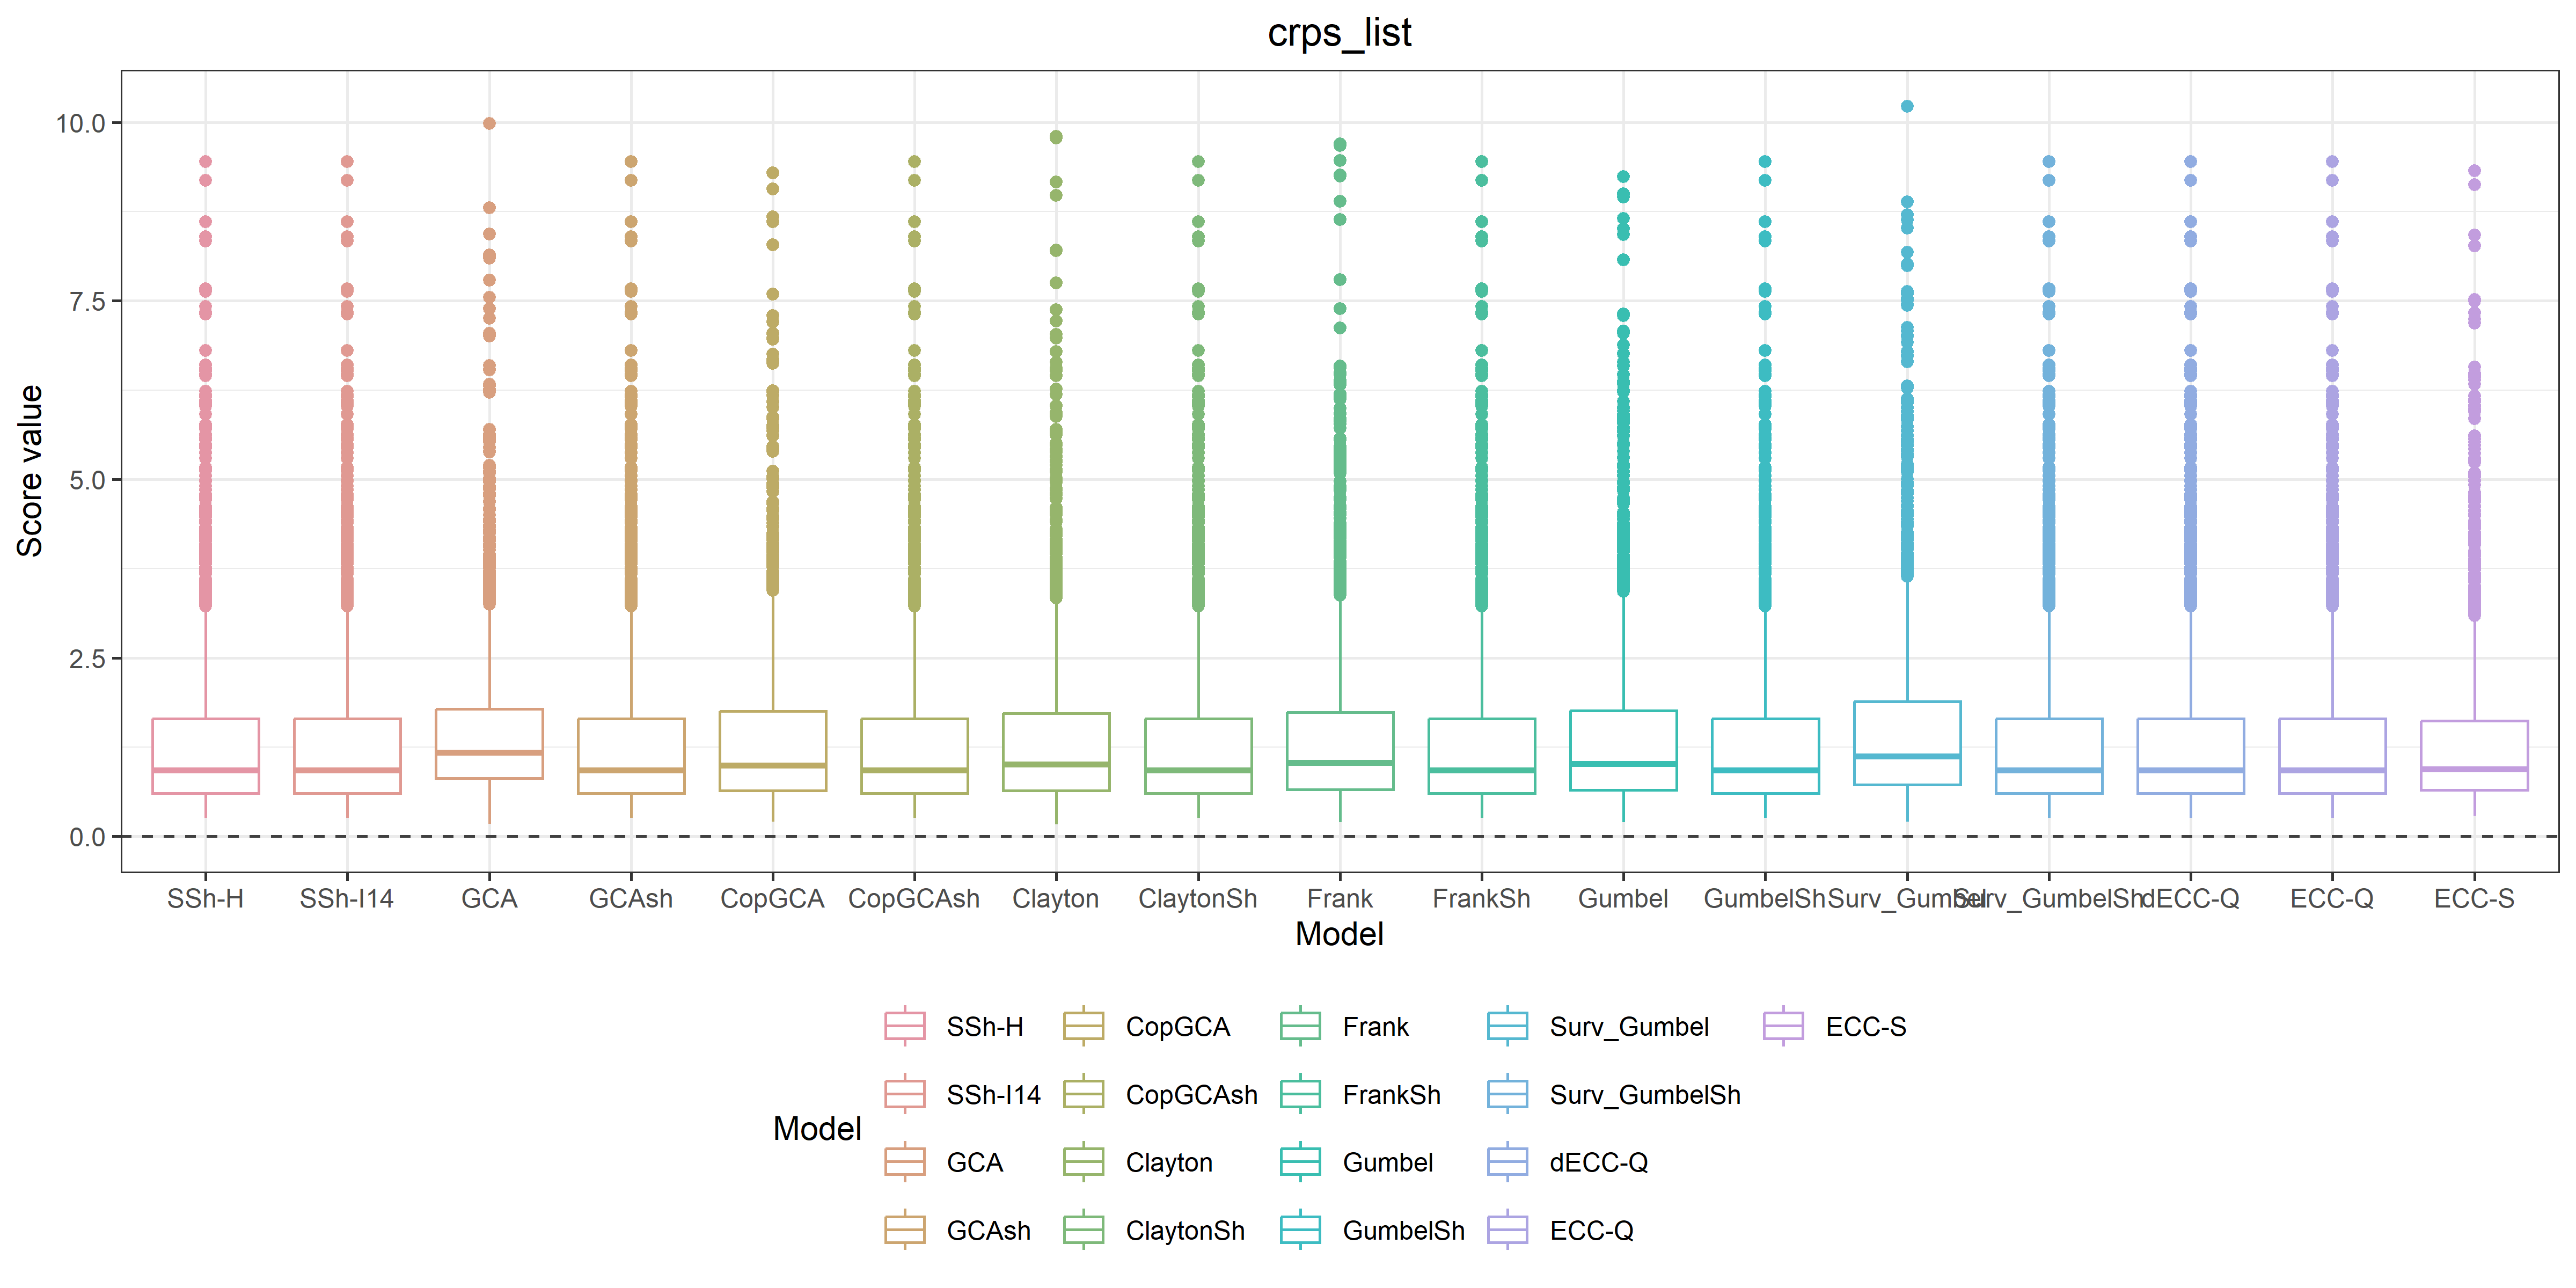 crps_list
10.0
7.5
5.0
2.5
0.0
Score value
SSh-H SSh-I14 GCA GCAsh CopGCA CopGCAsh Clayton ClaytonSh Frank FrankSh Gumbel GumbelSh Surv_Gumbel Surv_GumbelSh dECC-Q ECC-Q ECC-S
Model
Model
SSh-H CopGCA Frank Surv_Gumbel ECC-S
SSh-I14 CopGCAsh FrankSh Surv_GumbelSh
GCA Clayton Gumbel dECC-Q
GCAsh ClaytonSh GumbelSh ECC-Q